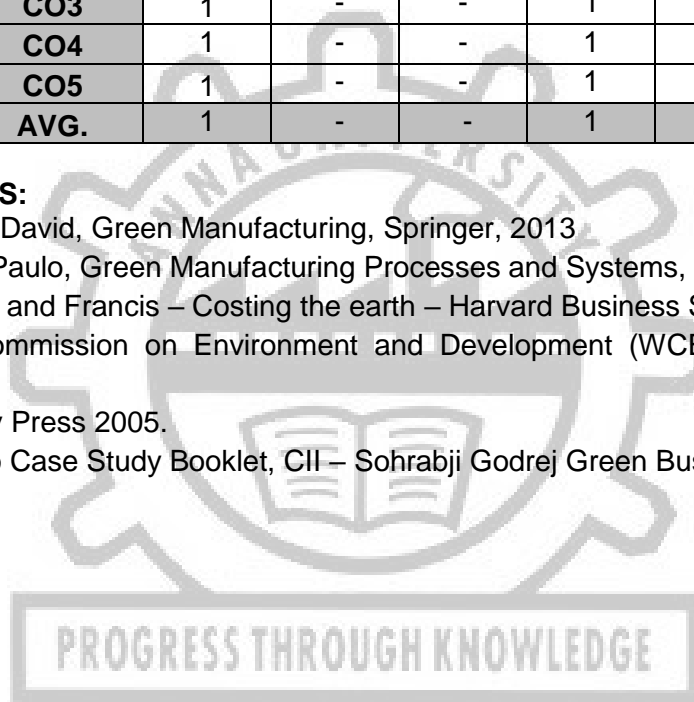 CO3 1 - - 1
CO4 1 - - 1
CO5 1 - - 1
AVG. 1 - - 1
S:
David, Green Manufacturing, Springer, 2013
Paulo, Green Manufacturing Processes and Systems,
and Francis – Costing the earth – Harvard Business S
ommission on Environment and Development (WCE
Press 2005.
Case Study Booklet, CII – Sohrabji Godrej Green Bus
ANNA UNIVERSITY
PROGRESS THROUGH KNOWLEDGE